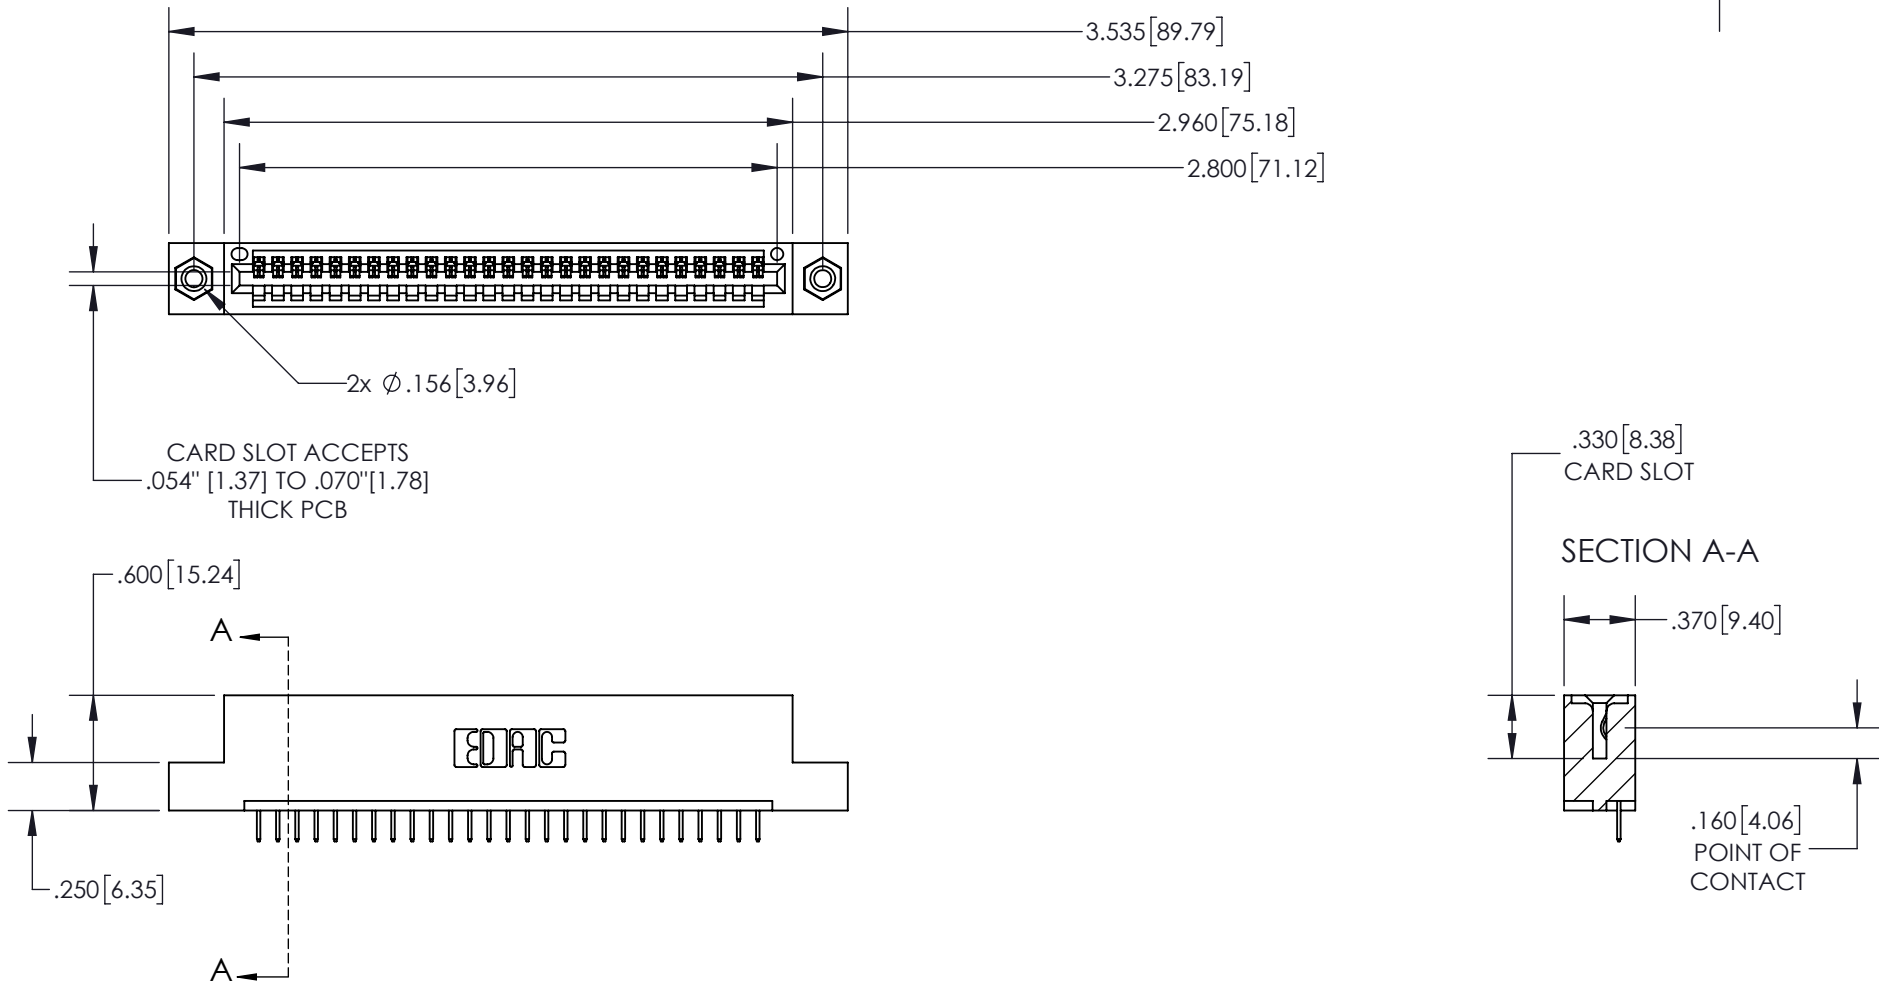 3.535[89.79]
3.275[83.19]
2.960[75.18]
2.800[71.12]
2x ⌀.156[3.96]
CARD SLOT ACCEPTS
.054" [1.37] TO .070"[1.78]
THICK PCB
.330[8.38]
CARD SLOT
SECTION A-A
.600[15.24]
.370[9.40]
A
EDAC
.160[4.06]
POINT OF
CONTACT
.250[6.35]
A